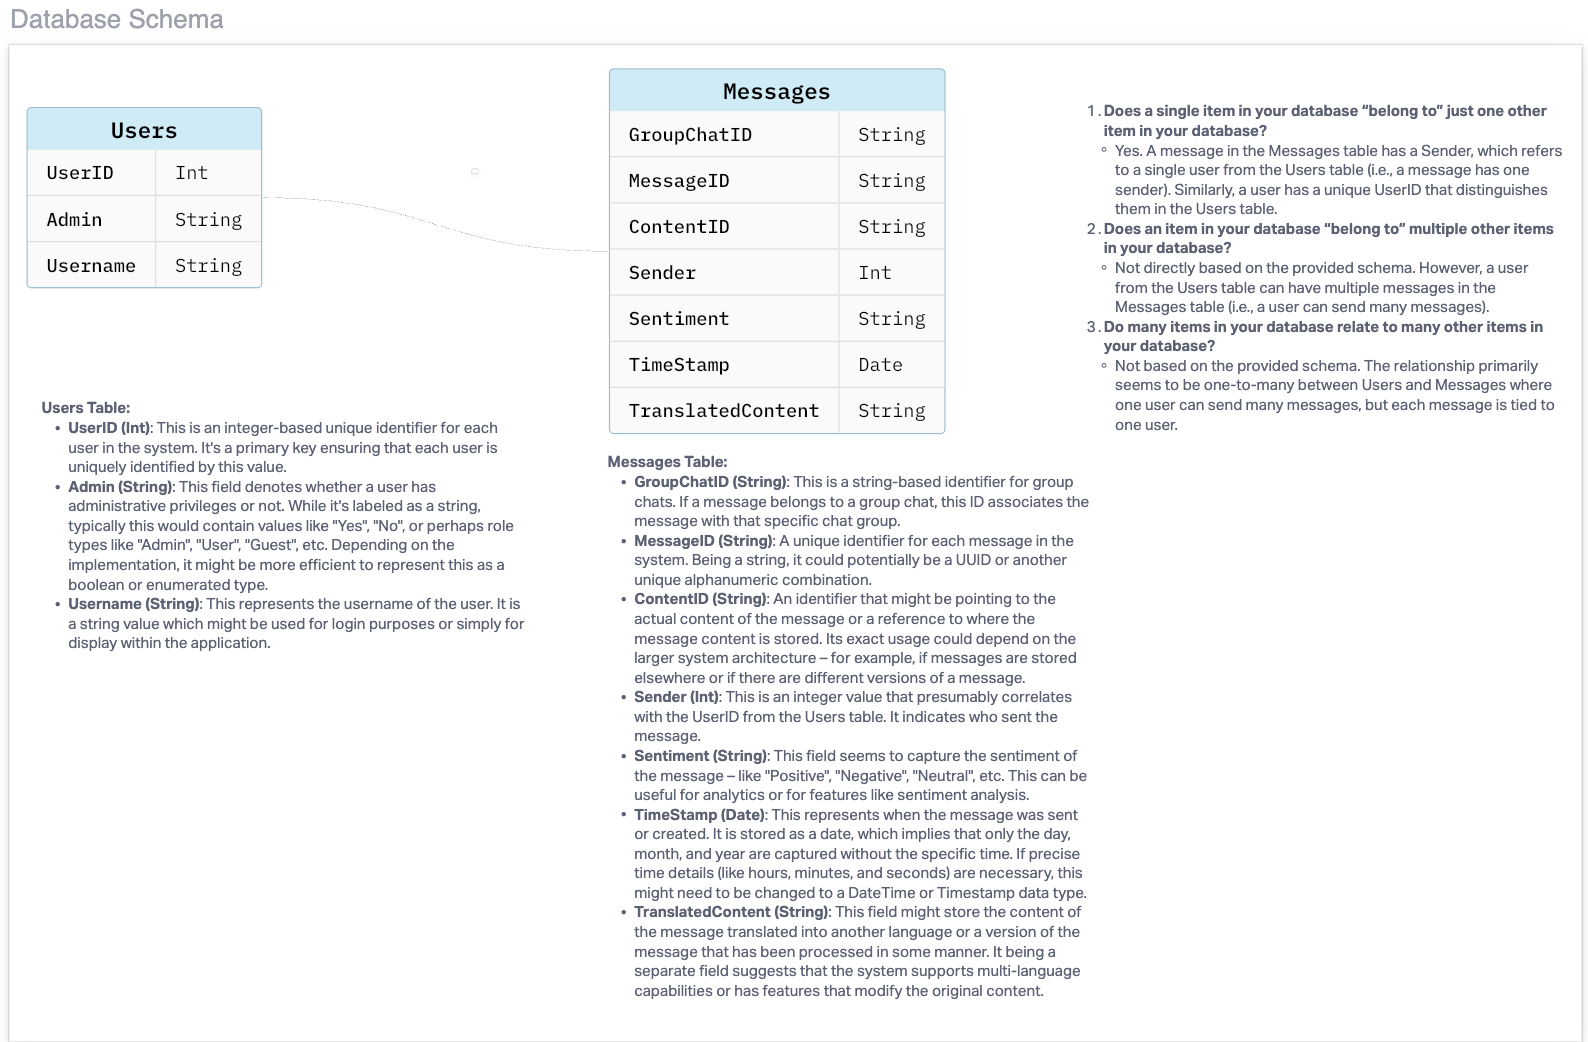 Database Schema
Users
UserID Int
Admin String
Username String
Users Table:
• UserID (Int): This is an integer-based unique identifier for each
user in the system. It's a primary key ensuring that each user is
uniquely identified by this value.
• Admin (String): This field denotes whether a user has
administrative privileges or not. While it's labeled as a string,
typically this would contain values like "Yes", "No", or perhaps role
types like "Admin", "User", "Guest", etc. Depending on the
implementation, it might be more efficient to represent this as a
boolean or enumerated type.
• Username (String): This represents the username of the user. It is
a string value which might be used for login purposes or simply for
display within the application.
Messages
GroupChatID String
MessageID String
ContentID String
Sender Int
Sentiment String
TimeStamp Date
TranslatedContent String
Messages Table:
• GroupChatID (String): This is a string-based identifier for group
chats. If a message belongs to a group chat, this ID associates the
message with that specific chat group.
• MessageID (String): A unique identifier for each message in the
system. Being a string, it could potentially be a UUID or another
unique alphanumeric combination.
• ContentID (String): An identifier that might be pointing to the
actual content of the message or a reference to where the
message content is stored. Its exact usage could depend on the
larger system architecture – for example, if messages are stored
elsewhere or if there are different versions of a message.
• Sender (Int): This is an integer value that presumably correlates
with the UserID from the Users table. It indicates who sent the
message.
• Sentiment (String): This field seems to capture the sentiment of
the message – like "Positive", "Negative", "Neutral", etc. This can be
useful for analytics or for features like sentiment analysis.
• TimeStamp (Date): This represents when the message was sent
or created. It is stored as a date, which implies that only the day,
month, and year are captured without the specific time. If precise
time details (like hours, minutes, and seconds) are necessary, this
might need to be changed to a DateTime or Timestamp data type.
• TranslatedContent (String): This field might store the content of
the message translated into another language or a version of the
message that has been processed in some manner. It being a
separate field suggests that the system supports multi-language
capabilities or has features that modify the original content.
1. Does a single item in your database “belong to” just one other
item in your database?
◦ Yes. A message in the Messages table has a Sender, which refers
to a single user from the Users table (i.e., a message has one
sender). Similarly, a user has a unique UserID that distinguishes
them in the Users table.
2. Does an item in your database “belong to” multiple other items
in your database?
◦ Not directly based on the provided schema. However, a user
from the Users table can have multiple messages in the
Messages table (i.e., a user can send many messages).
3. Do many items in your database relate to many other items in
your database?
◦ Not based on the provided schema. The relationship primarily
seems to be one-to-many between Users and Messages where
one user can send many messages, but each message is tied to
one user.